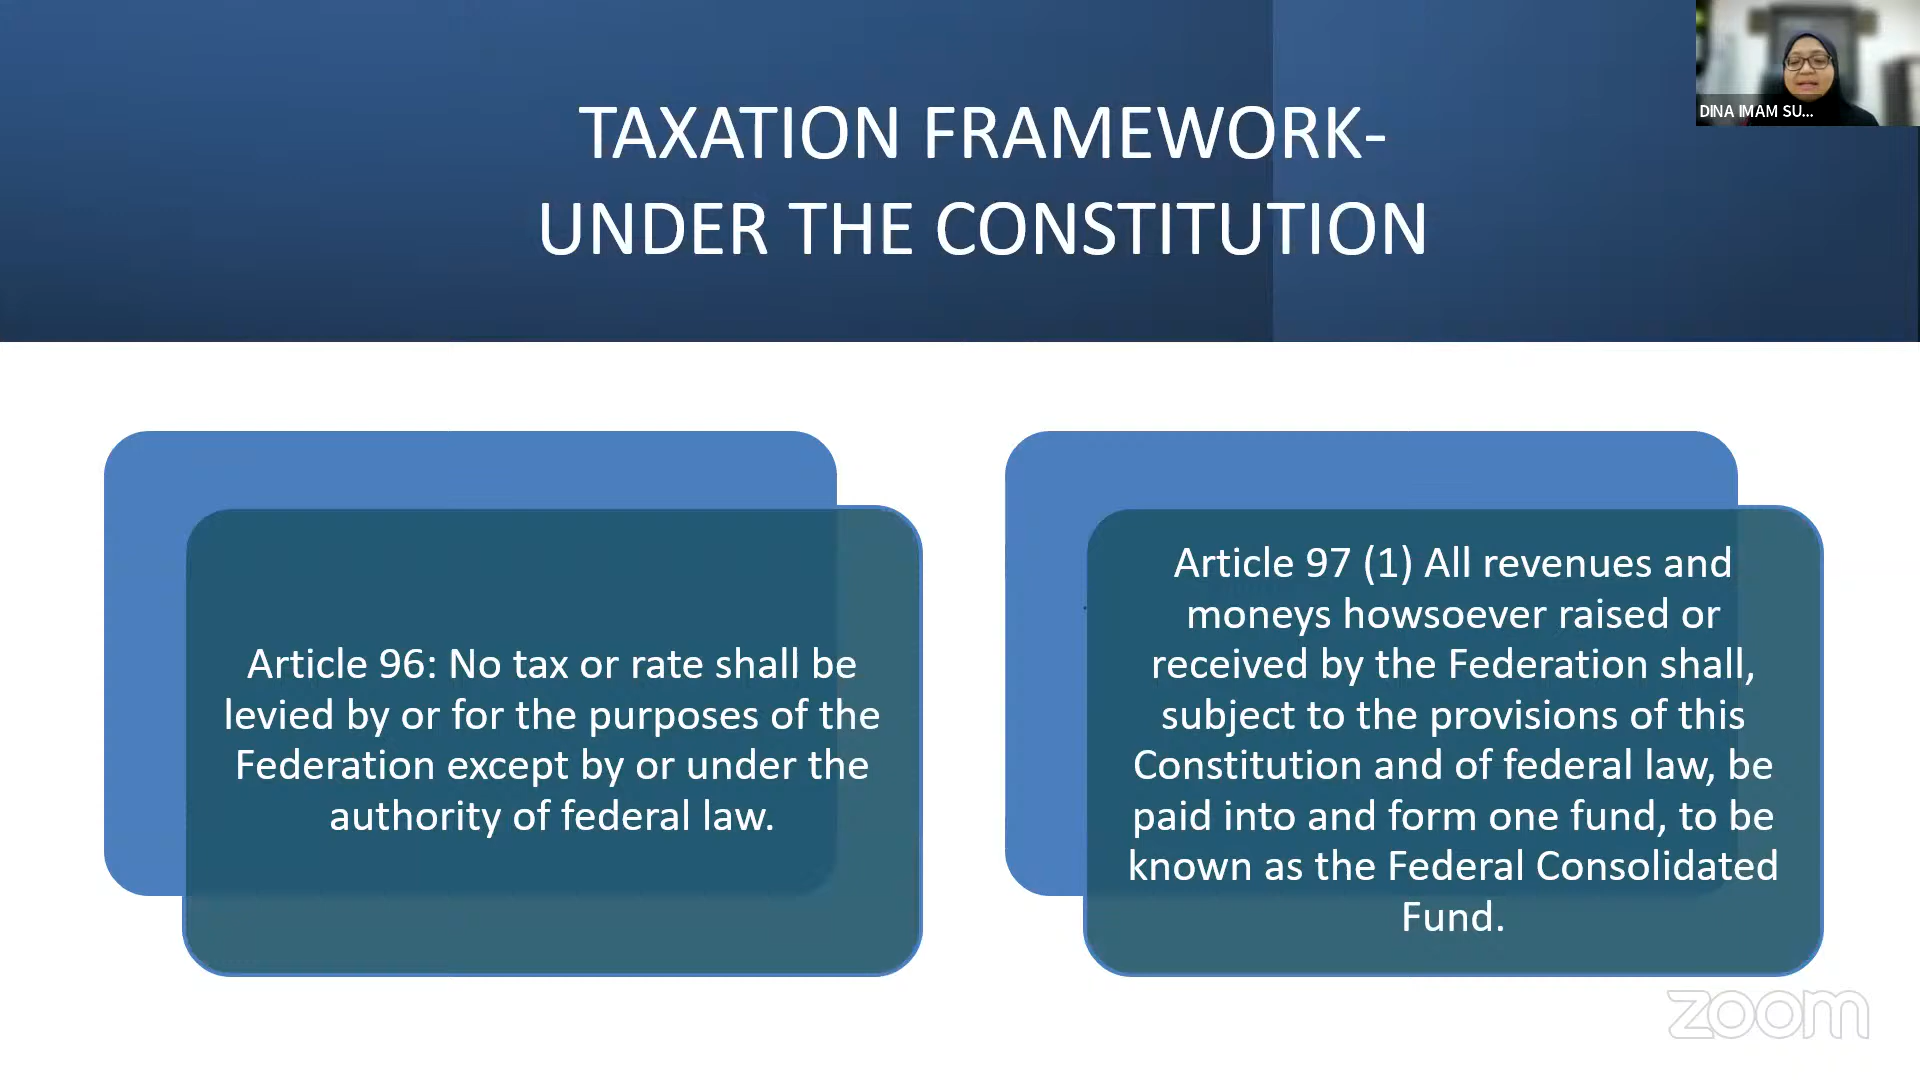 TAXATION FRAMEWORK-
UNDER THE CONSTITUTION
DINA IMAM SU...
Article 96: No tax or rate shall be
levied by or for the purposes of the
Federation except by or under the
authority of federal law.
Article 97 (1) All revenues and
moneys howsoever raised or
received by the Federation shall,
subject to the provisions of this
Constitution and of federal law, be
paid into and form one fund, to be
known as the Federal Consolidated
Fund.
zoom